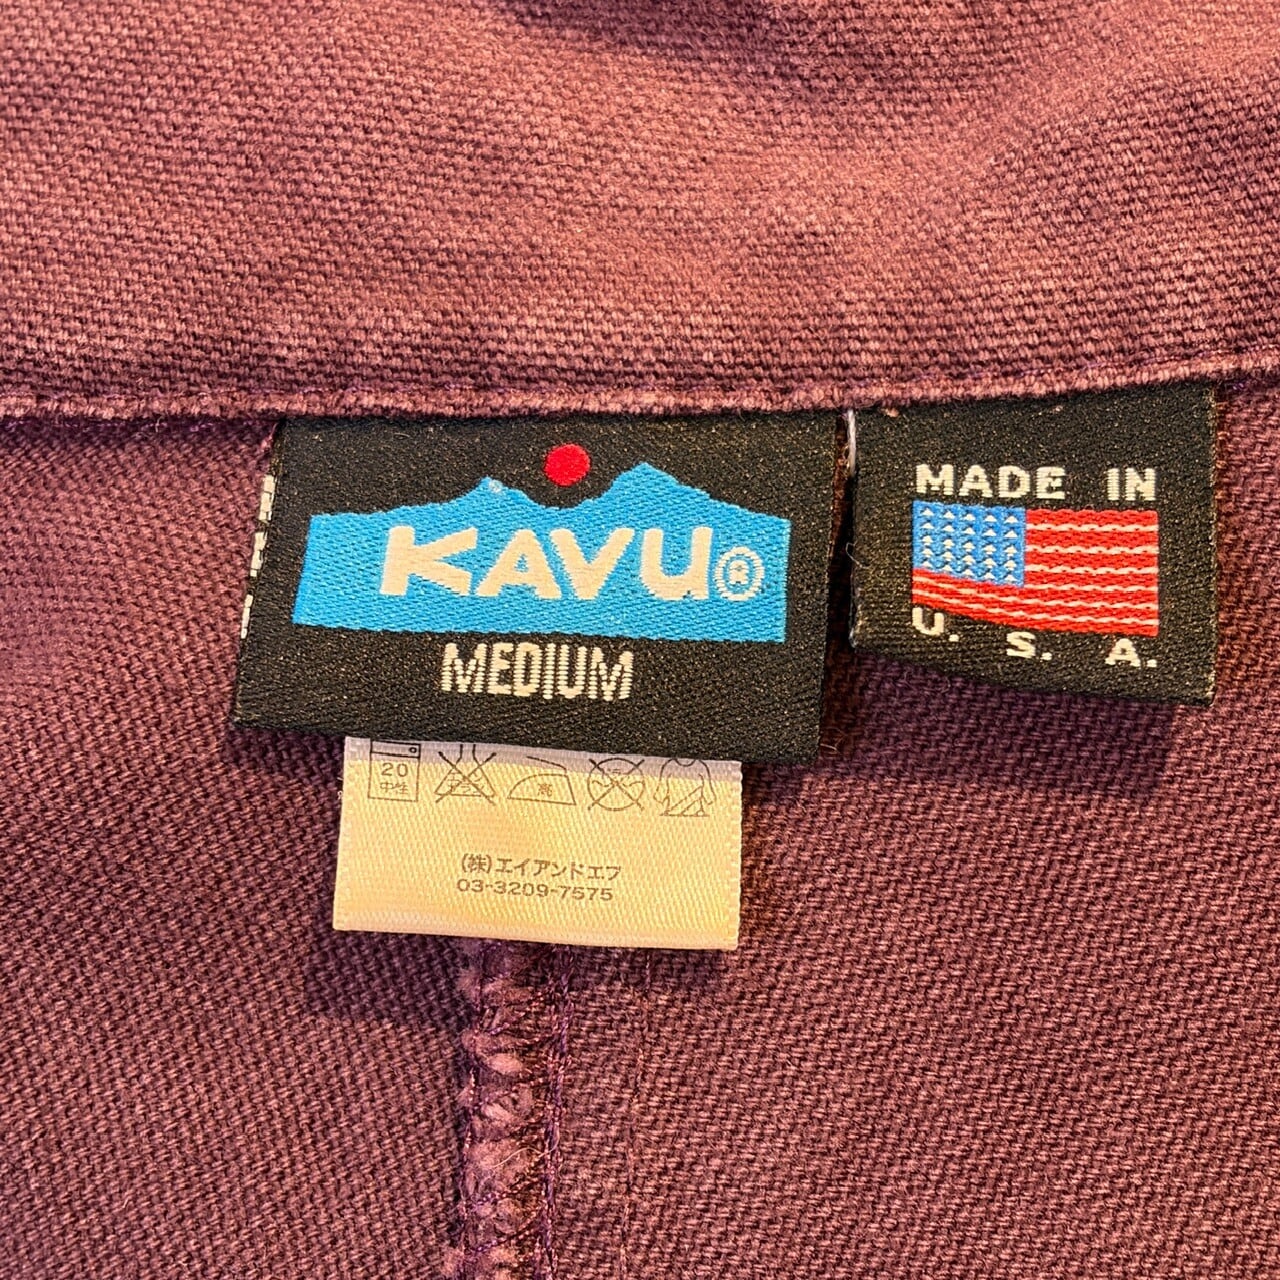 KAVU®
MEDIUM
MADE IN
U. S. A.
20
中性
高
(株)エイアンドエフ
03-3209-7575